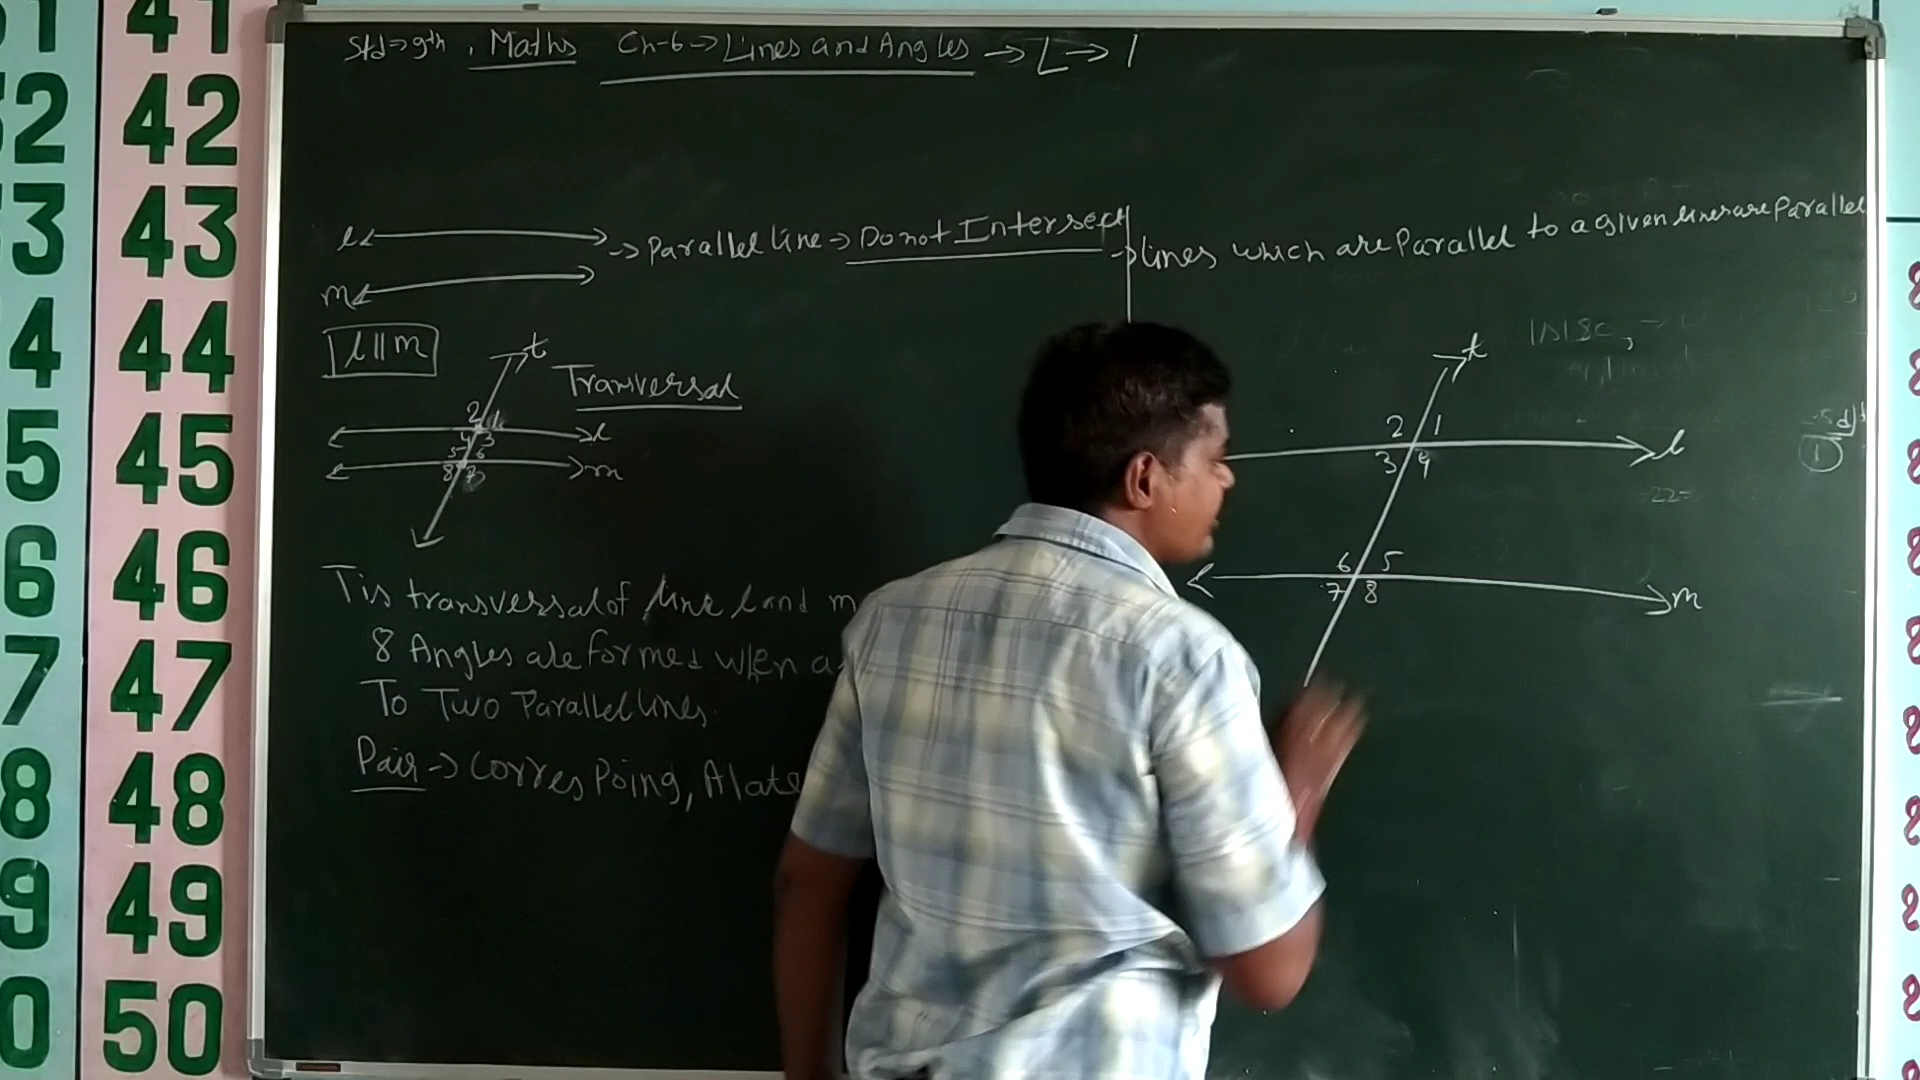 Std→9th, Maths Ch-6→Lines and Angles → L → 1
l
→ Parallel line → Do not Intersect
m
l || m
t
Transversal
2 1
l
4 3
5 6
m
8 7
T is transversal of line l and m
8 Angles are formed when a
To Two Parallel lines.
Pair → Correspoing, Alate
→ lines which are Parallel to a given lines are Parallel
t
2 1
l
3 4
6 5
m
7 8
1
41
42
43
44
45
46
47
48
49
50